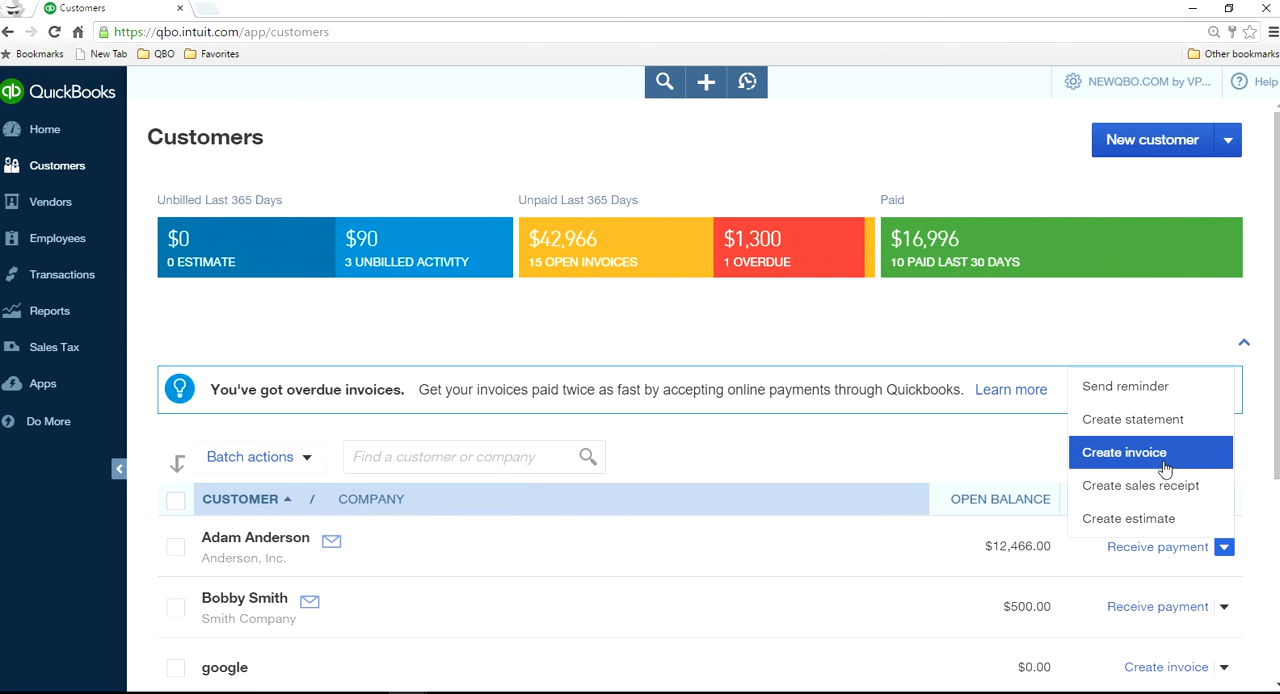 Customers
https://qbo.intuit.com/app/customers
Bookmarks New Tab QBO Favorites Other bookmarks
qb QuickBooks
NEWQBO.COM by VP... Help
Home
Customers
Vendors
Employees
Transactions
Reports
Sales Tax
Apps
Do More
Customers
New customer
Unbilled Last 365 Days Unpaid Last 365 Days Paid
$0 $90 $42,966 $1,300 $16,996
0 ESTIMATE 3 UNBILLED ACTIVITY 15 OPEN INVOICES 1 OVERDUE 10 PAID LAST 30 DAYS
You've got overdue invoices. Get your invoices paid twice as fast by accepting online payments through Quickbooks. Learn more
Send reminder
Create statement
Create invoice
Create sales receipt
Create estimate
Batch actions Find a customer or company
CUSTOMER / COMPANY OPEN BALANCE
Adam Anderson $12,466.00 Receive payment
Anderson, Inc.
Bobby Smith $500.00 Receive payment
Smith Company
google $0.00 Create invoice